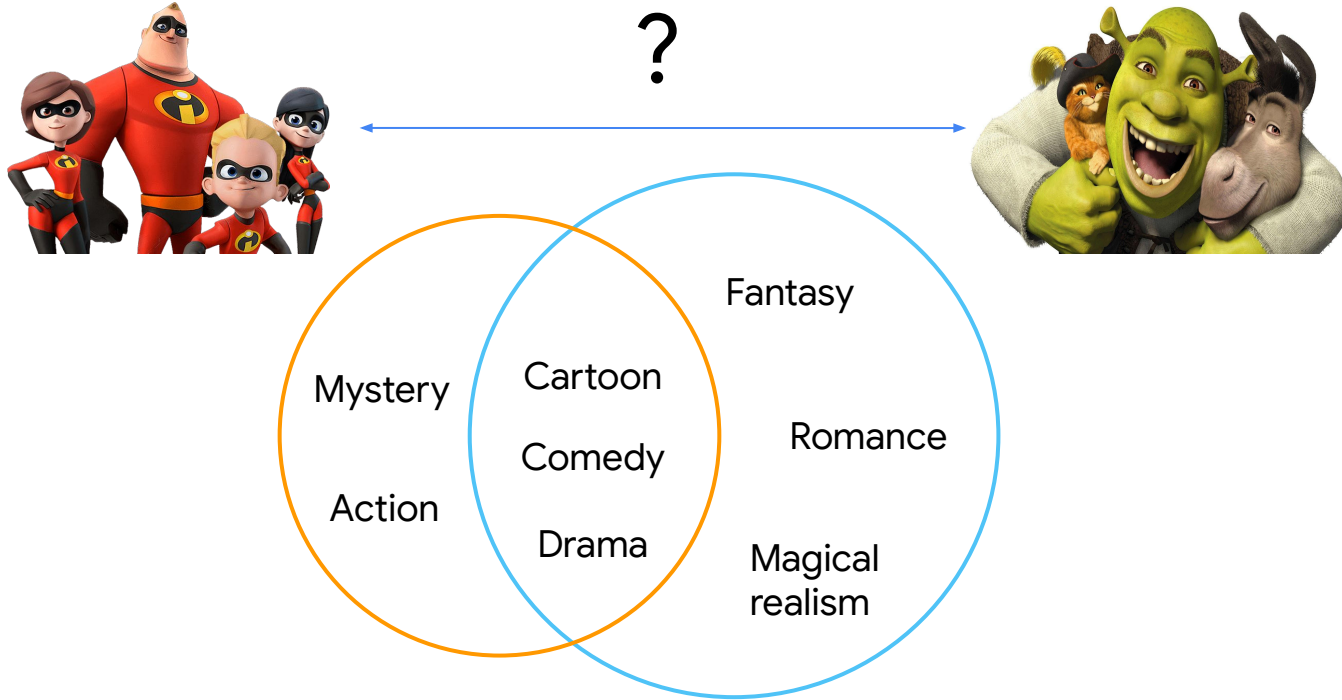 ?
Fantasy
Mystery
Cartoon
Romance
Comedy
Action
Drama
Magical
realism